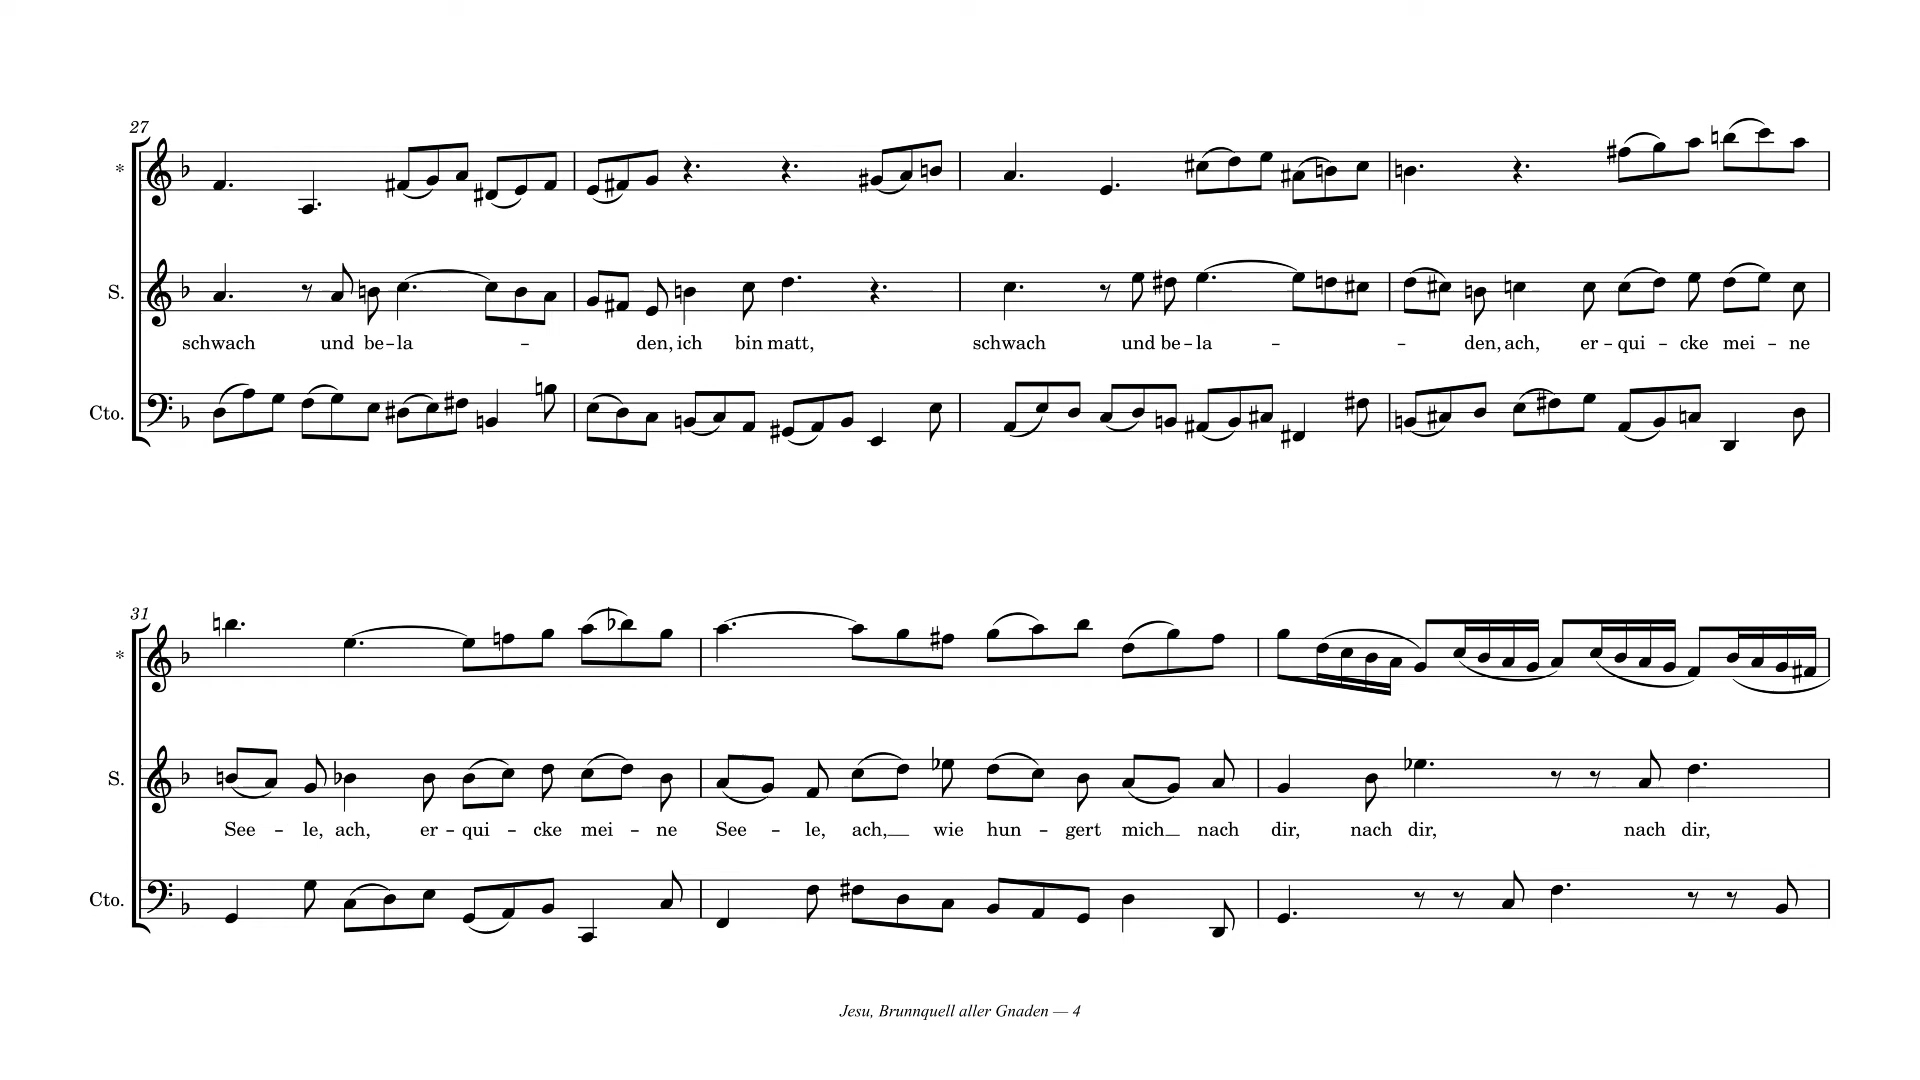 27
*
S.
schwach und be – la – den, ich bin matt, schwach und be – la – – den, ach, er – qui – cke mei – ne
Cto.
31
*
S.
See – le, ach, er – qui – cke mei – ne See – le, ach, wie hun – gert mich nach dir, nach dir, nach dir,
Cto.
Jesu, Brunnquell aller Gnaden — 4